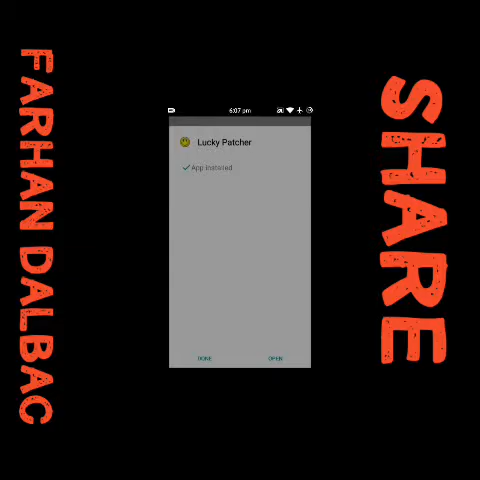 FARHAN DALBAC
6:07 pm
Lucky Patcher
App installed
DONE
OPEN
SHARE